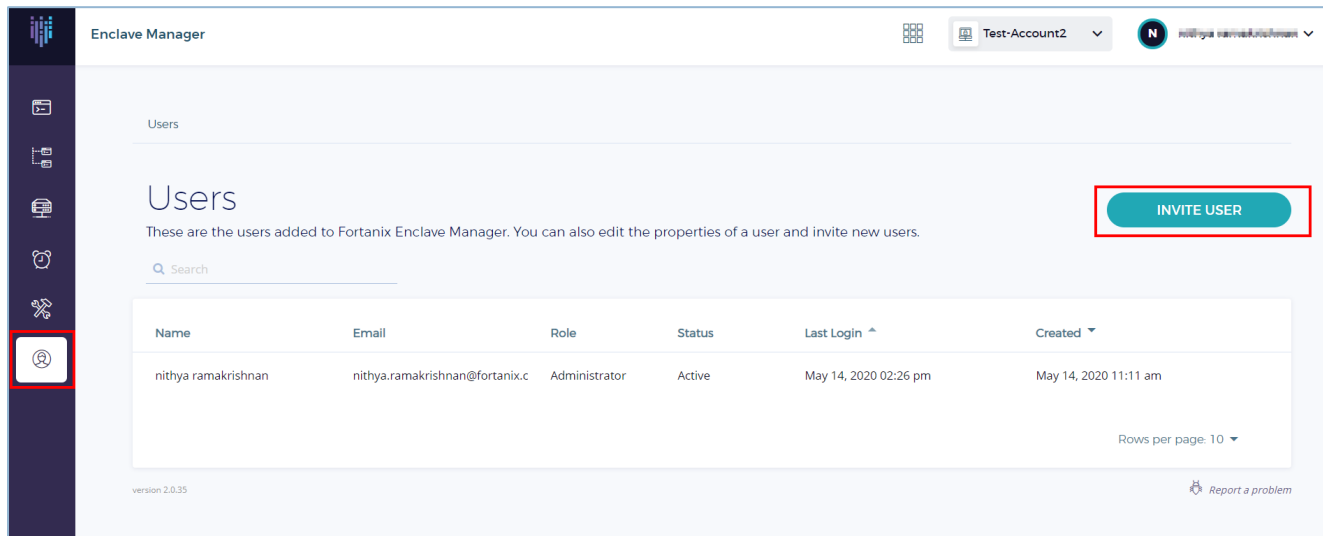 Enclave Manager
Test-Account2
N
Users
Users
INVITE USER
These are the users added to Fortanix Enclave Manager. You can also edit the properties of a user and invite new users.
Search
Name Email Role Status Last Login Created
nithya ramakrishnan nithya.ramakrishnan@fortanix.c Administrator Active May 14, 2020 02:26 pm May 14, 2020 11:11 am
Rows per page: 10
version 2.0.35
Report a problem